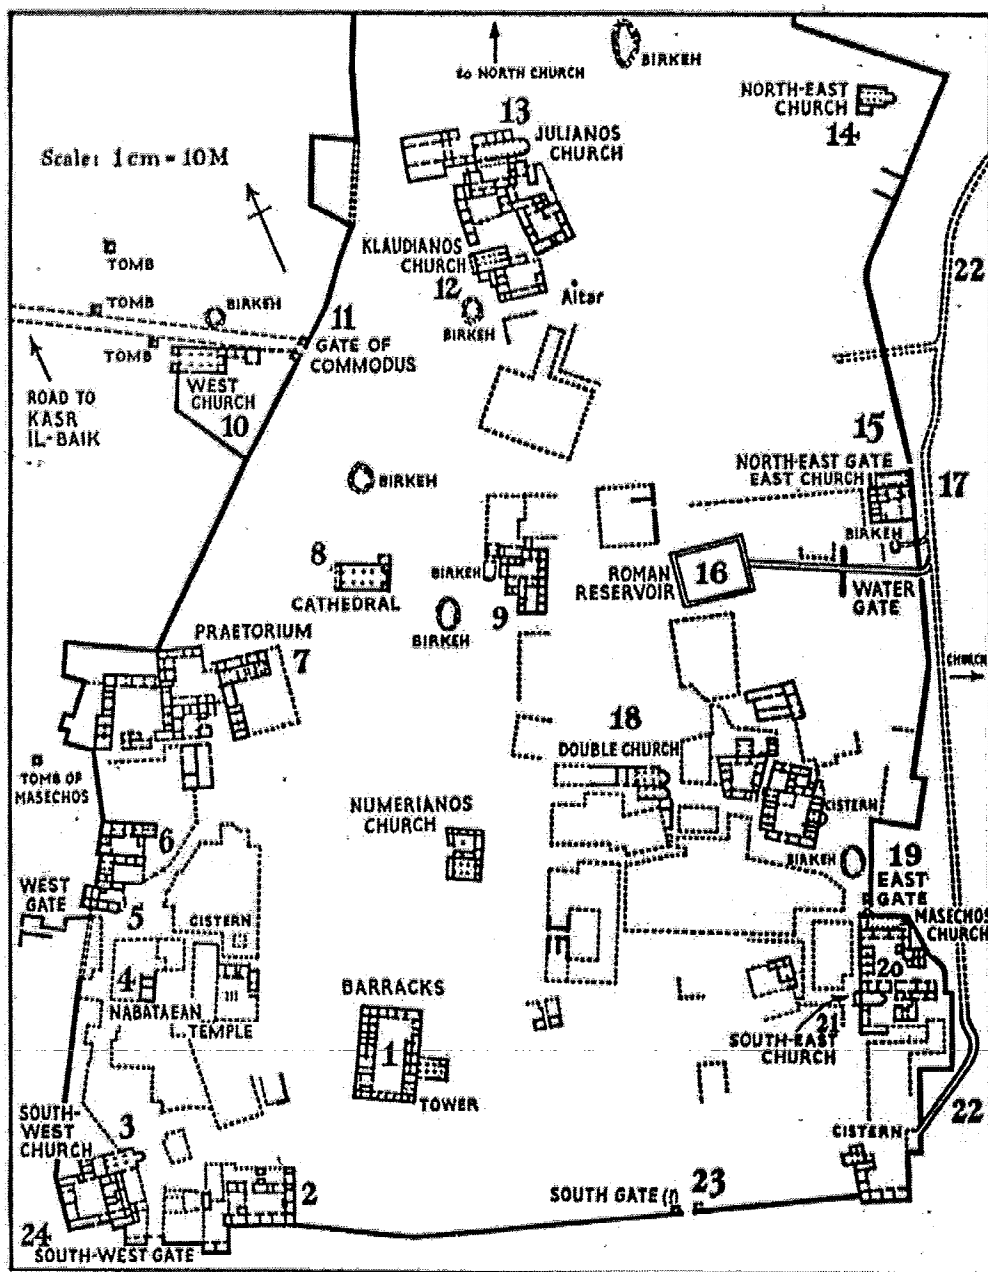 to NORTH CHURCH
BIRKEH
NORTH-EAST
CHURCH
14
13
JULIANOS
CHURCH
Scale: 1 cm = 10M
TOMB
KLAUDIANOS
CHURCH
12
BIRKEH
Altar
22
TOMB
BIRKEH
TOMB
11
GATE OF
COMMODUS
ROAD TO
KASR
IL-BAIK
WEST
CHURCH
10
15
NORTH-EAST GATE
EAST CHURCH
17
BIRKEH
BIRKEH
8
CATHEDRAL
BIRKEH
BIRKEH
9
ROMAN
RESERVOIR
16
WATER
GATE
PRAETORIUM
7
CHURCH
18
DOUBLE CHURCH
TOMB OF
MASECHOS
NUMERIANOS
CHURCH
CISTERN
6
BIRKEH
19
EAST
GATE
WEST
GATE
5
CISTERN
MASECHOS
CHURCH
4
NABATAEAN
TEMPLE
20
21
SOUTH-EAST
CHURCH
BARRACKS
1
TOWER
22
CISTERN
SOUTH-
WEST
CHURCH
3
2
SOUTH GATE
23
24
SOUTH-WEST GATE